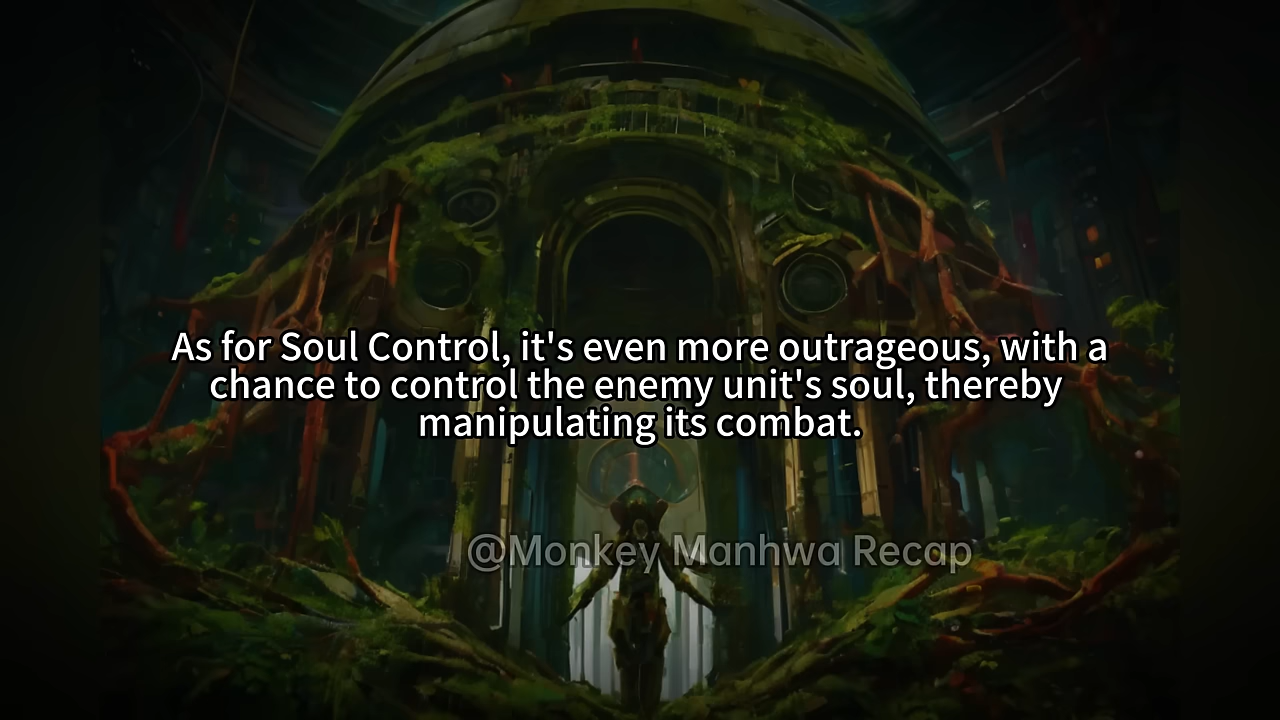 As for Soul Control, it's even more outrageous, with a
chance to control the enemy unit's soul, thereby
manipulating its combat.
@Monkey Manhwa Recap